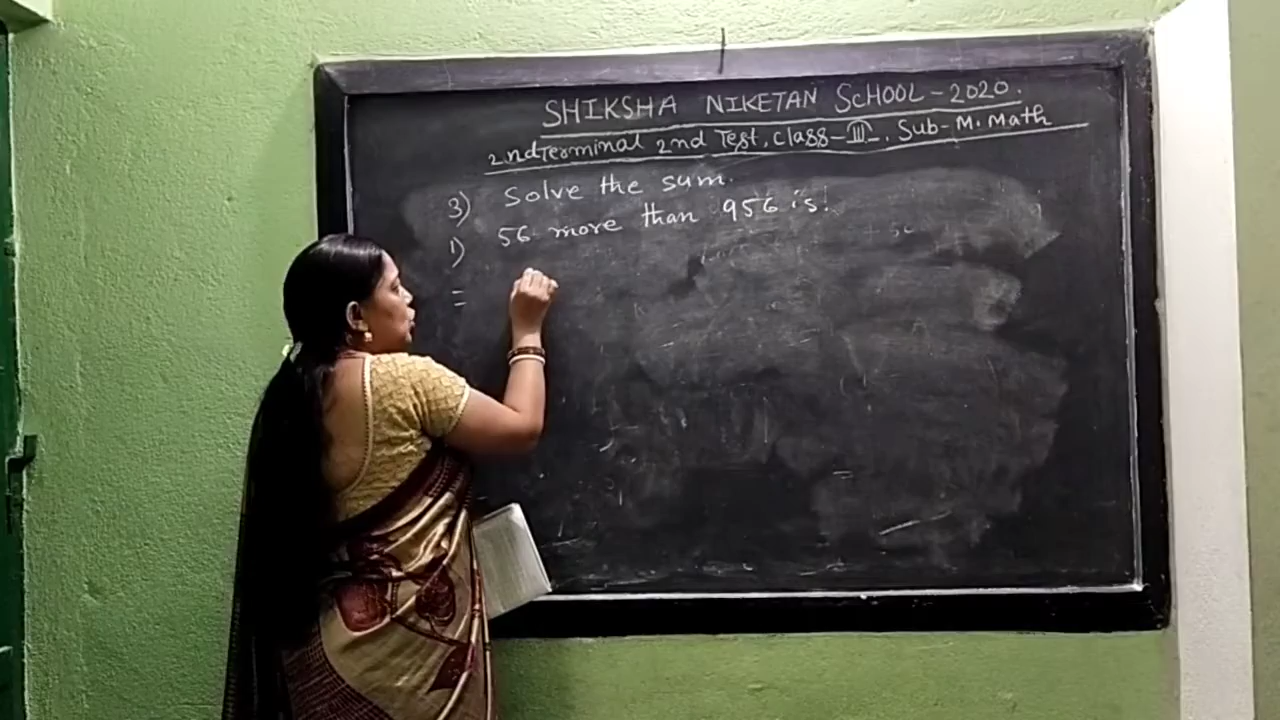 SHIKSHA NIKETAN SCHOOL-2020.
2nd Terminal 2nd Test, Class-III. Sub-M. Math
3) Solve the sum.
1) 56 more than 956 is!
=